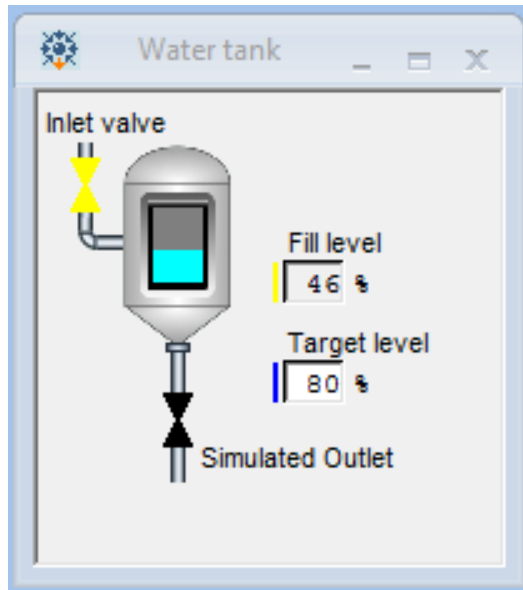 Water tank
Inlet valve
Fill level
46 %
Target level
80 %
Simulated Outlet